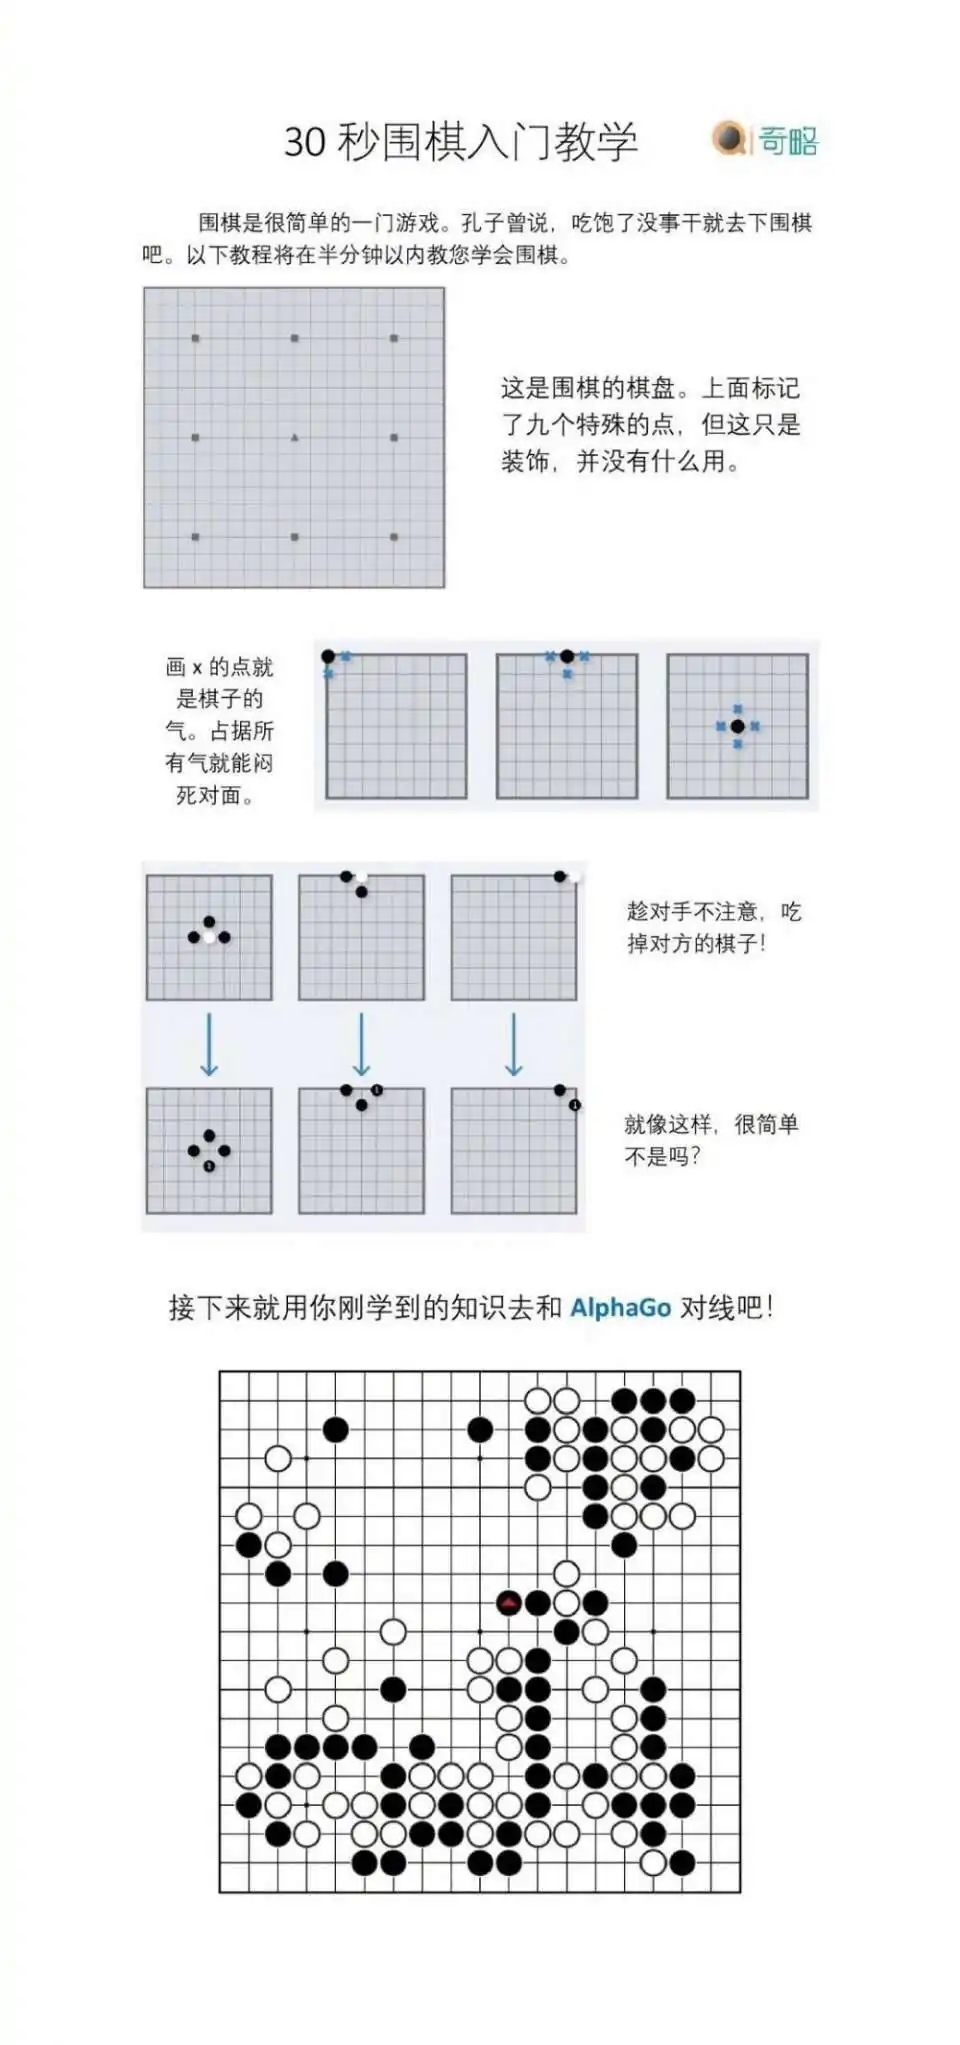 30 秒围棋入门教学
奇略
围棋是很简单的一门游戏。孔子曾说，吃饱了没事干就去下围棋
吧。以下教程将在半分钟以内教您学会围棋。
这是围棋的棋盘。上面标记
了九个特殊的点，但这只是
装饰，并没有什么用。
画 x 的点就
是棋子的
气。占据所
有气就能闷
死对面。
趁对手不注意，吃
掉对方的棋子！
1
1
1
就像这样，很简单
不是吗？
接下来就用你刚学到的知识去和 AlphaGo 对线吧！